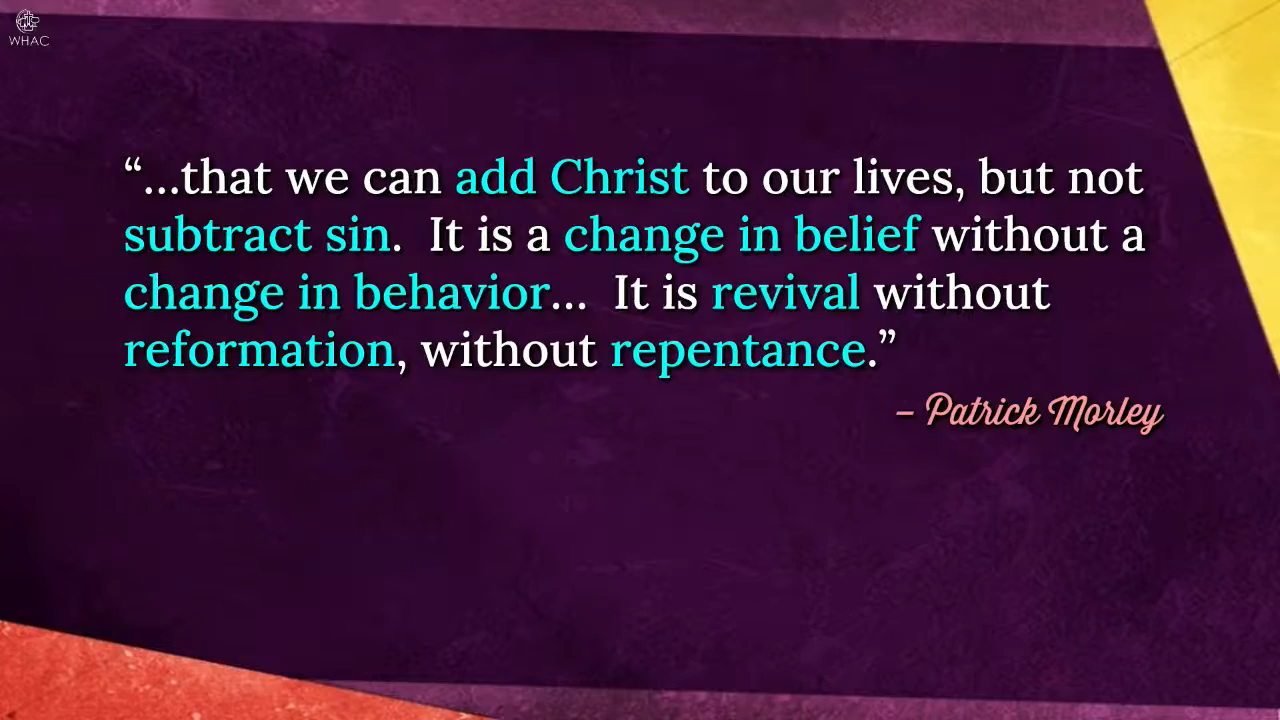 WHAC
“…that we can add Christ to our lives, but not
subtract sin.  It is a change in belief without a
change in behavior…  It is revival without
reformation, without repentance.”
– Patrick Morley